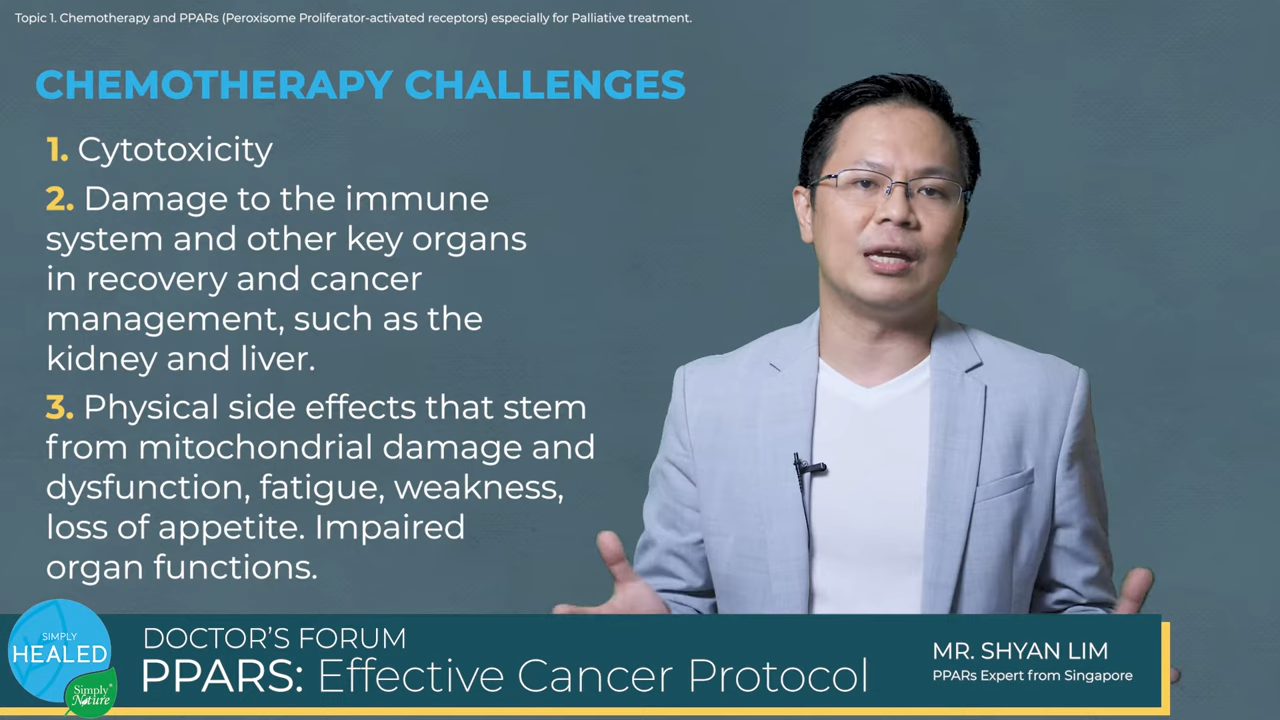 Topic 1. Chemotherapy and PPARs (Peroxisome Proliferator-activated receptors) especially for Palliative treatment.
CHEMOTHERAPY CHALLENGES
1. Cytotoxicity
2. Damage to the immune
system and other key organs
in recovery and cancer
management, such as the
kidney and liver.
3. Physical side effects that stem
from mitochondrial damage and
dysfunction, fatigue, weakness,
loss of appetite. Impaired
organ functions.
SIMPLY
HEALED
Simply
Nature
DOCTOR'S FORUM
PPARS: Effective Cancer Protocol
MR. SHYAN LIM
PPARs Expert from Singapore